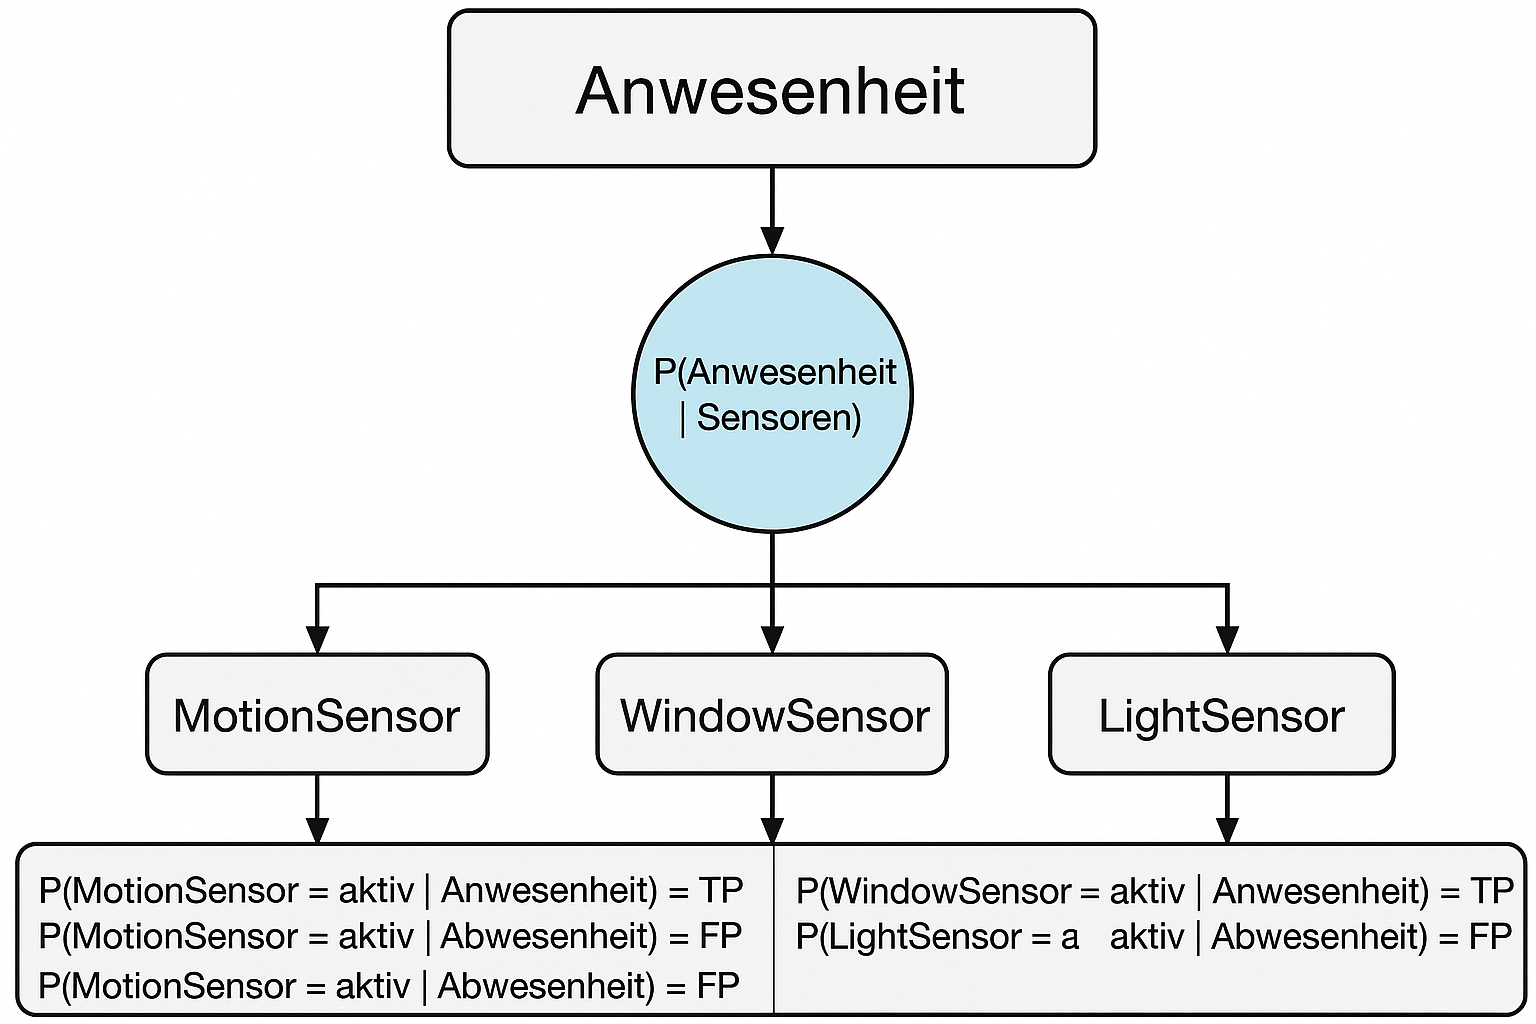 Anwesenheit
P(Anwesenheit
| Sensoren)
MotionSensor
WindowSensor
LightSensor
P(MotionSensor = aktiv | Anwesenheit) = TP
P(MotionSensor = aktiv | Abwesenheit) = FP
P(MotionSensor = aktiv | Abwesenheit) = FP
P(WindowSensor = aktiv | Anwesenheit) = TP
P(LightSensor = a aktiv | Abwesenheit) = FP